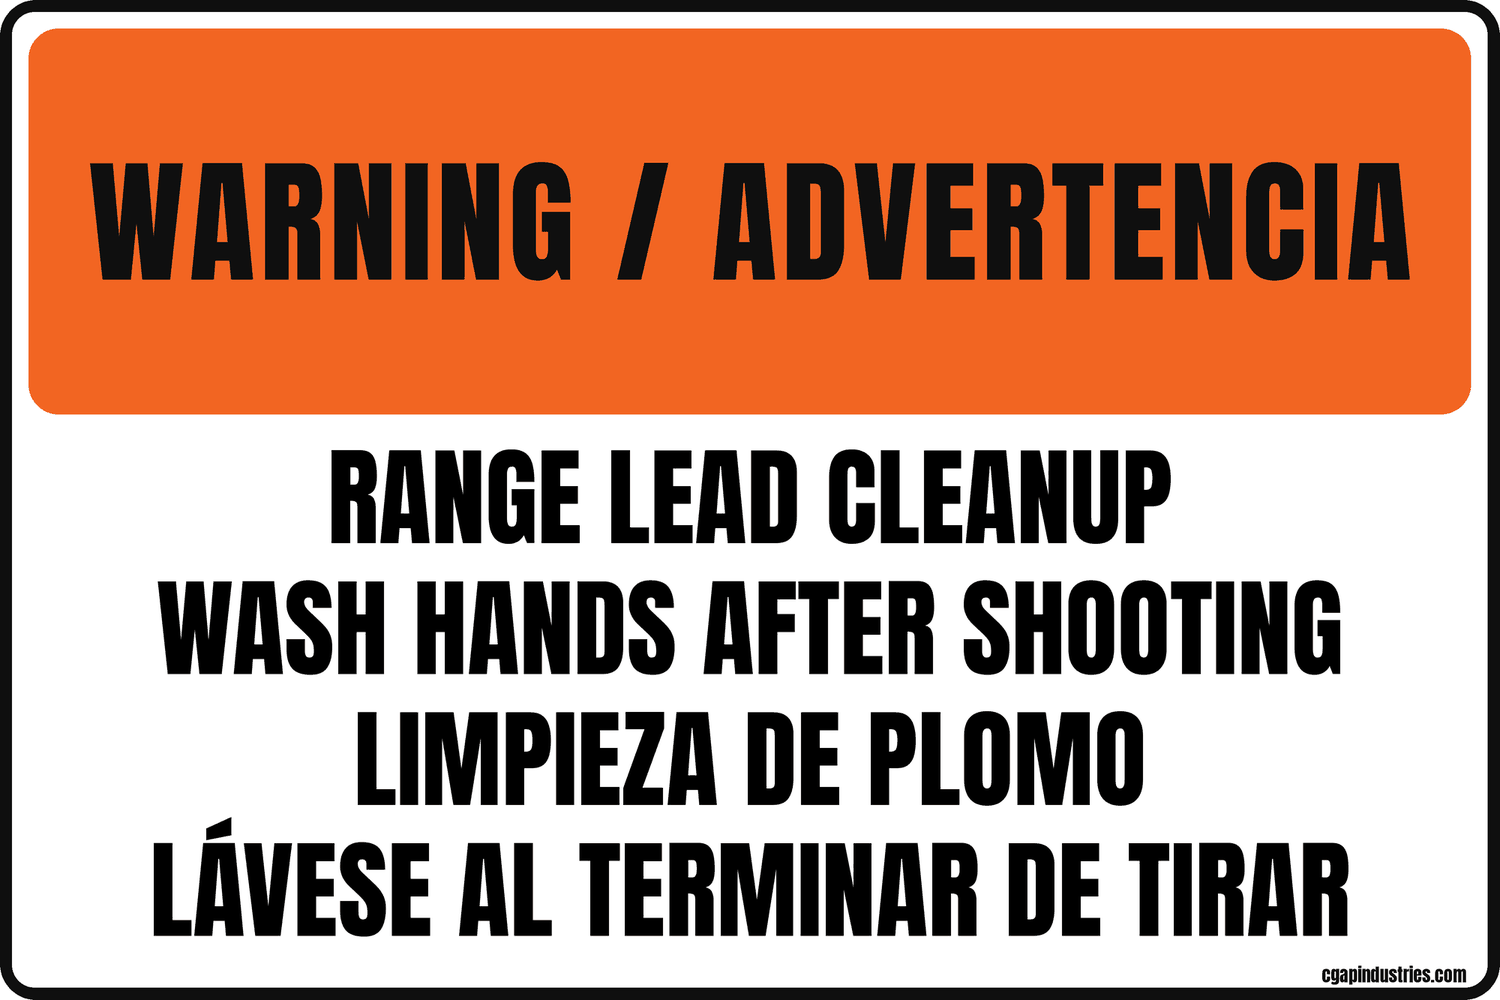 WARNING / ADVERTENCIA
RANGE LEAD CLEANUP
WASH HANDS AFTER SHOOTING
LIMPIEZA DE PLOMO
LÁVESE AL TERMINAR DE TIRAR
cgapindustries.com